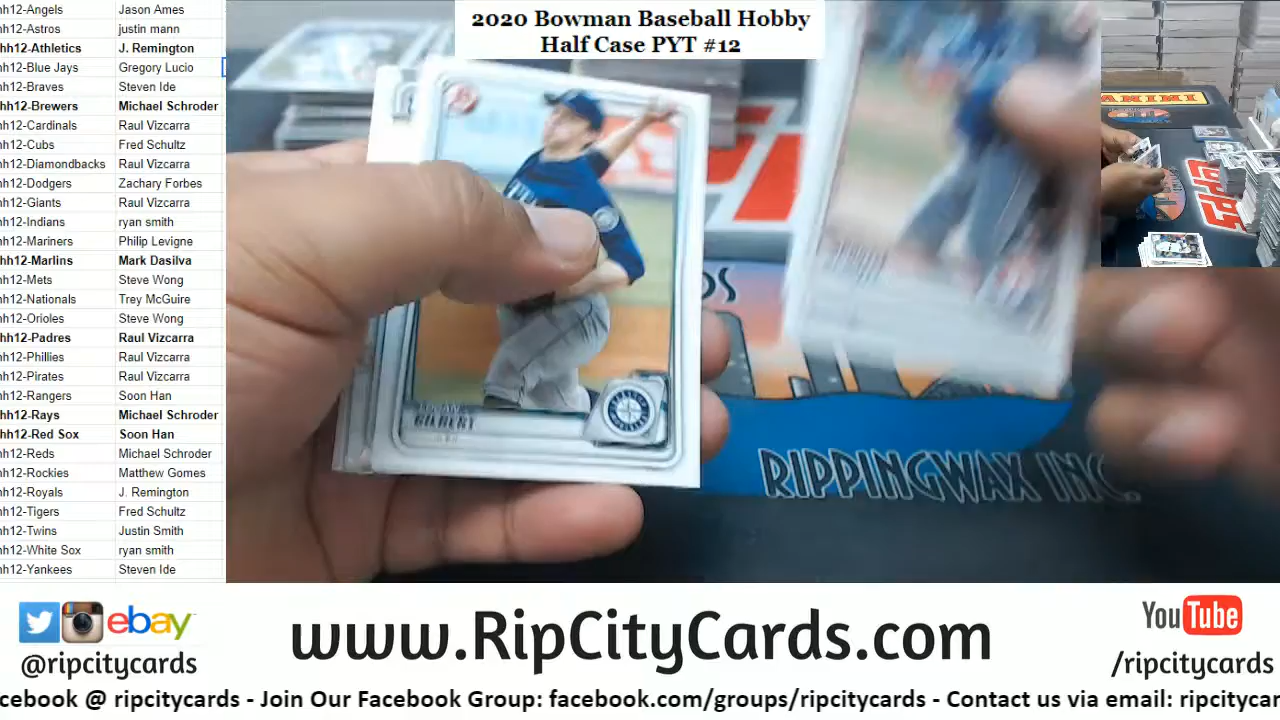 2020 Bowman Baseball Hobby
Half Case PYT #12
hh12-Angels Jason Ames
hh12-Astros justin mann
hh12-Athletics J. Remington
hh12-Blue Jays Gregory Lucio
hh12-Braves Steven Ide
hh12-Brewers Michael Schroder
hh12-Cardinals Raul Vizcarra
hh12-Cubs Fred Schultz
hh12-Diamondbacks Raul Vizcarra
hh12-Dodgers Zachary Forbes
hh12-Giants Raul Vizcarra
hh12-Indians ryan smith
hh12-Mariners Philip Levigne
hh12-Marlins Mark Dasilva
hh12-Mets Steve Wong
hh12-Nationals Trey McGuire
hh12-Orioles Steve Wong
hh12-Padres Raul Vizcarra
hh12-Phillies Raul Vizcarra
hh12-Pirates Raul Vizcarra
hh12-Rangers Soon Han
hh12-Rays Michael Schroder
hh12-Red Sox Soon Han
hh12-Reds Michael Schroder
hh12-Rockies Matthew Gomes
hh12-Royals J. Remington
hh12-Tigers Fred Schultz
hh12-Twins Justin Smith
hh12-White Sox ryan smith
hh12-Yankees Steven Ide
GILBERT
RIPPINGWAX INC.
PANINI
TOPPS
ebay
@ripcitycards
www.RipCityCards.com
YouTube
/ripcitycards
acebook @ ripcitycards - Join Our Facebook Group: facebook.com/groups/ripcitycards - Contact us via email: ripcitycar